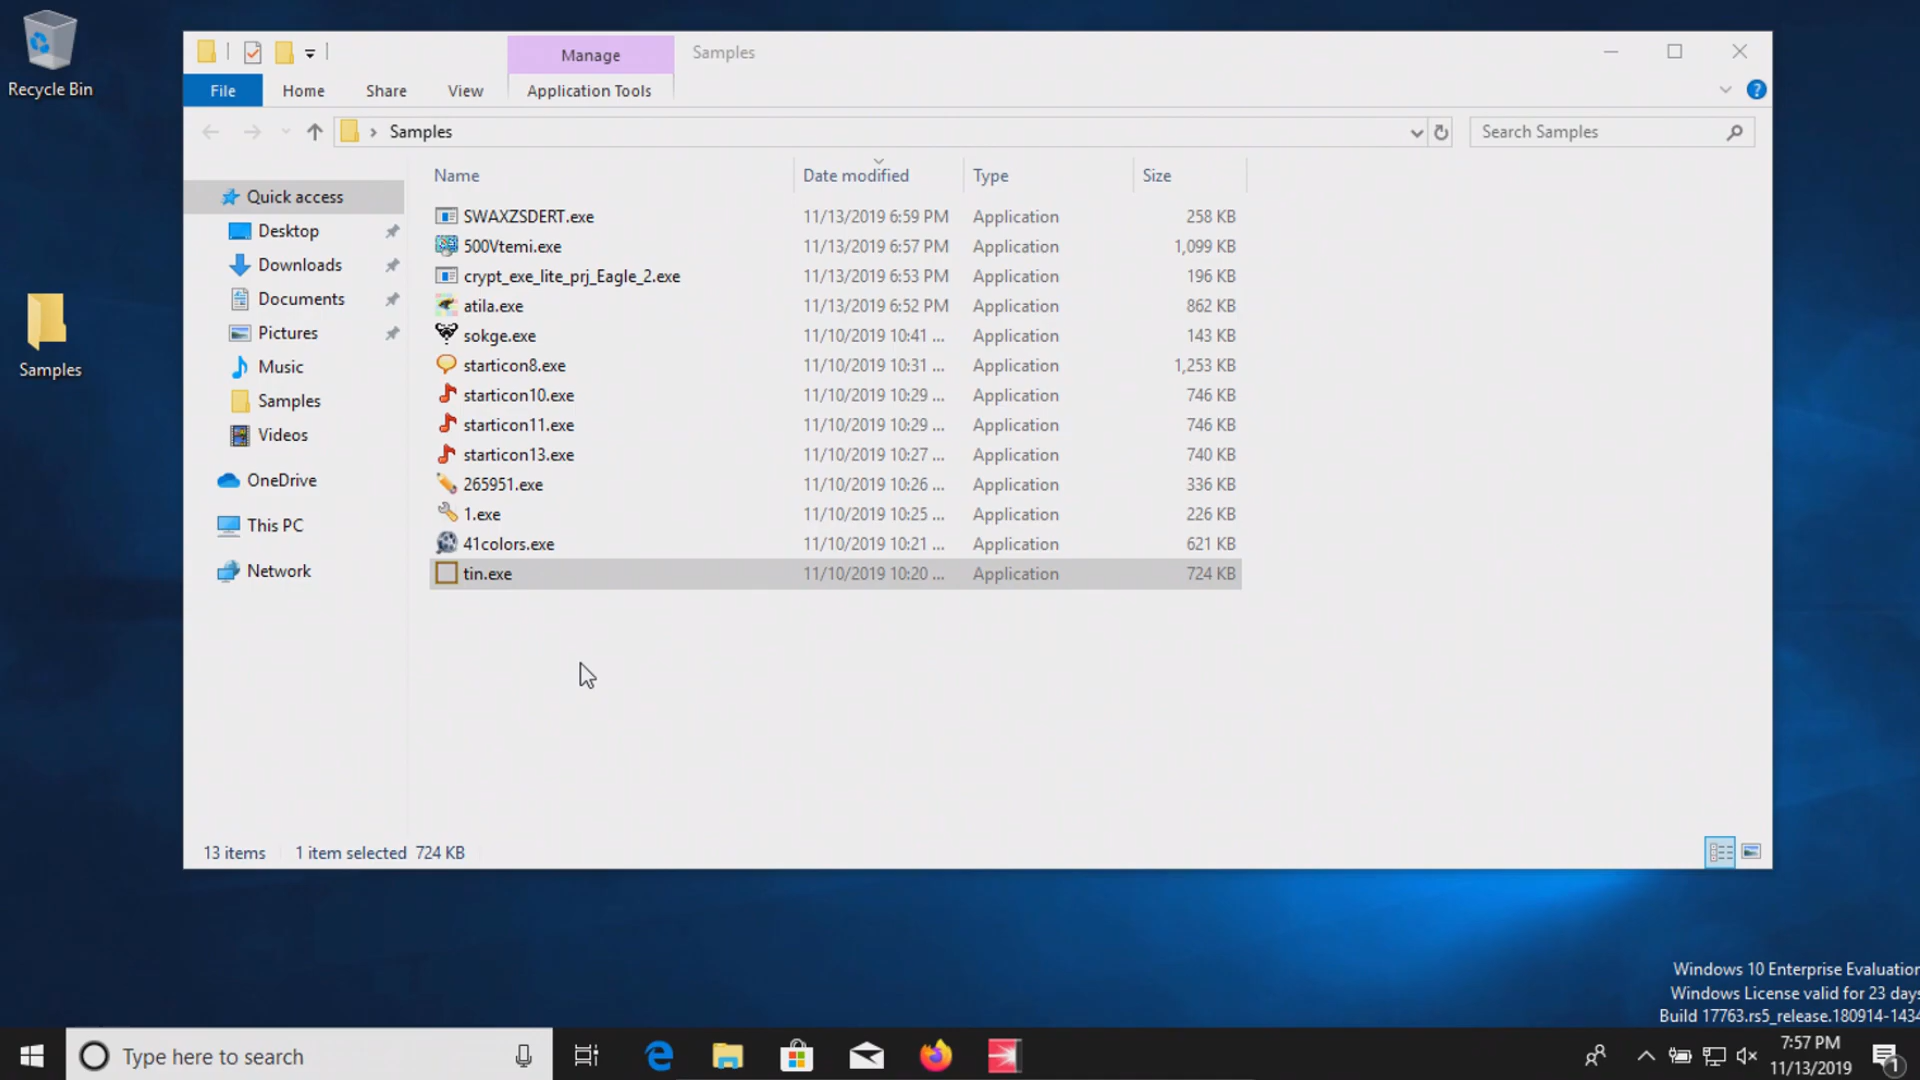 Recycle Bin
Samples
Manage
Samples
File
Home
Share
View
Application Tools
?
Samples
Search Samples
Name
Date modified
Type
Size
Quick access
Desktop
Downloads
Documents
Pictures
Music
Samples
Videos
OneDrive
This PC
Network
SWAXZSDERT.exe 11/13/2019 6:59 PM Application 258 KB
500Vtemi.exe 11/13/2019 6:57 PM Application 1,099 KB
crypt_exe_lite_prj_Eagle_2.exe 11/13/2019 6:53 PM Application 196 KB
atila.exe 11/13/2019 6:52 PM Application 862 KB
sokge.exe 11/10/2019 10:41 ... Application 143 KB
starticon8.exe 11/10/2019 10:31 ... Application 1,253 KB
starticon10.exe 11/10/2019 10:29 ... Application 746 KB
starticon11.exe 11/10/2019 10:29 ... Application 746 KB
starticon13.exe 11/10/2019 10:27 ... Application 740 KB
265951.exe 11/10/2019 10:26 ... Application 336 KB
1.exe 11/10/2019 10:25 ... Application 226 KB
41colors.exe 11/10/2019 10:21 ... Application 621 KB
tin.exe 11/10/2019 10:20 ... Application 724 KB
13 items
1 item selected 724 KB
Windows 10 Enterprise Evaluation
Windows License valid for 23 days
Build 17763.rs5_release.180914-1434
Type here to search
7:57 PM
11/13/2019
1